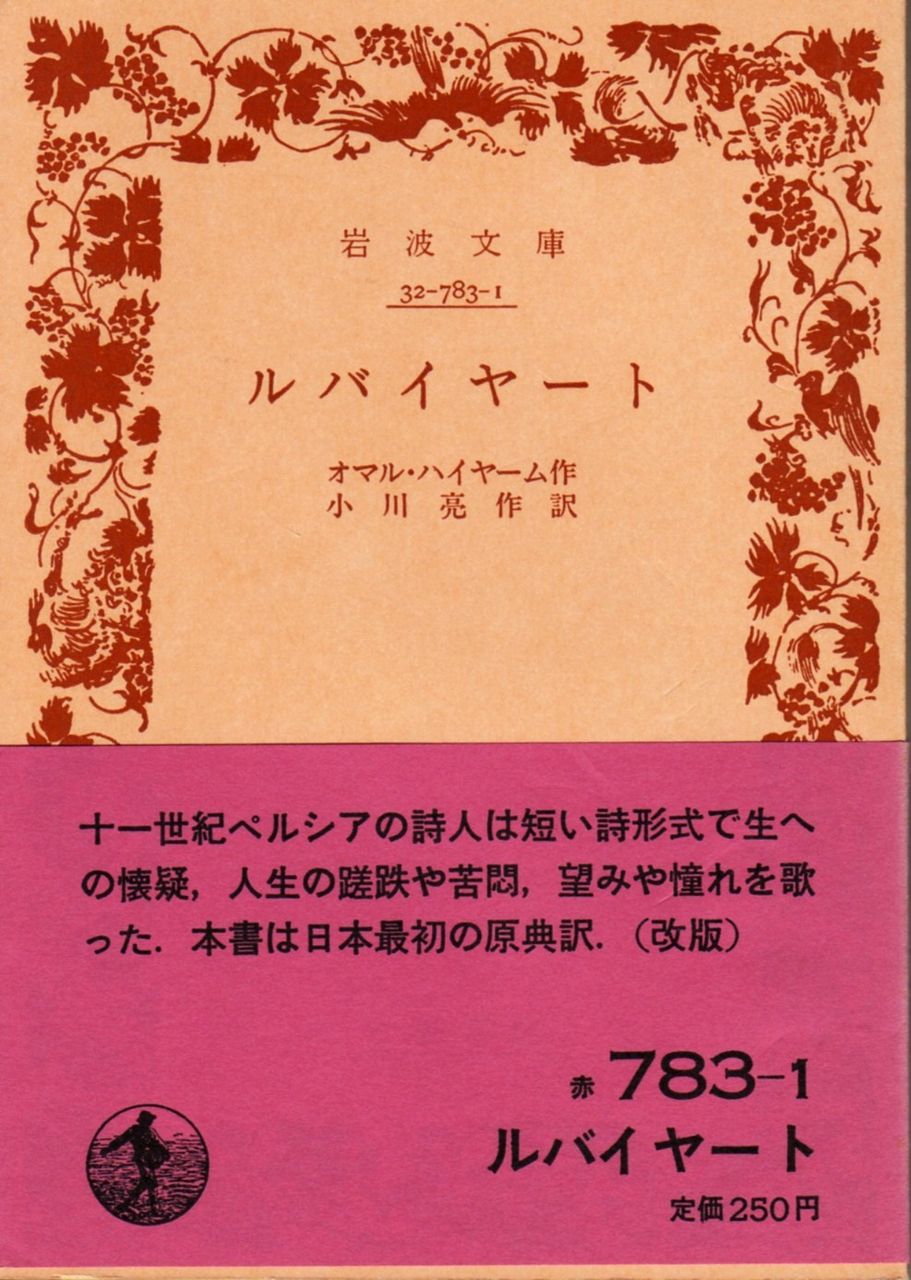 岩波文庫
32-783-1
ルバイヤート
オマル・ハイヤーム作
小川亮作訳
十一世紀ペルシアの詩人は短い詩形式で生へ
の懐疑，人生の蹉跌や苦悶，望みや憧れを歌
った．本書は日本最初の原典訳．（改版）
赤 783-1
ルバイヤート
定価250円